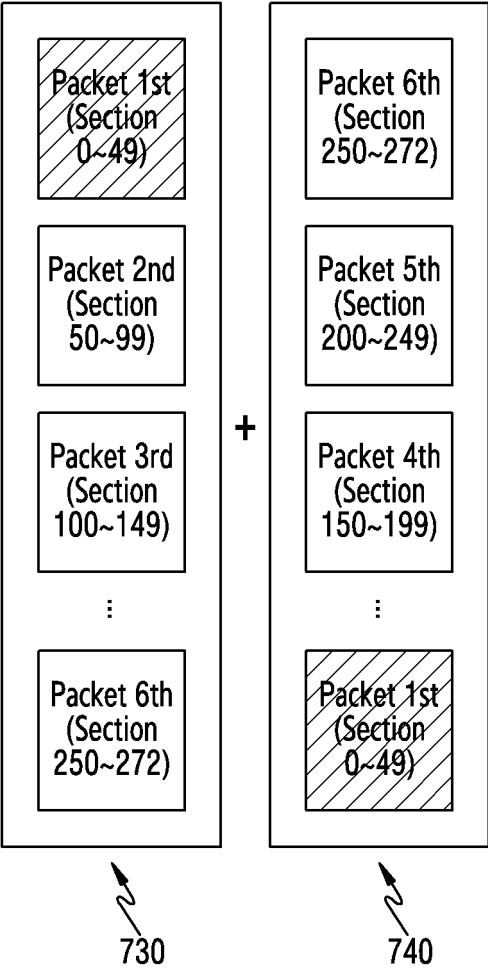 Packet 1st
(Section
0~49)
Packet 2nd
(Section
50~99)
Packet 3rd
(Section
100~149)
...
Packet 6th
(Section
250~272)
730
+
Packet 6th
(Section
250~272)
Packet 5th
(Section
200~249)
Packet 4th
(Section
150~199)
...
Packet 1st
(Section
0~49)
740